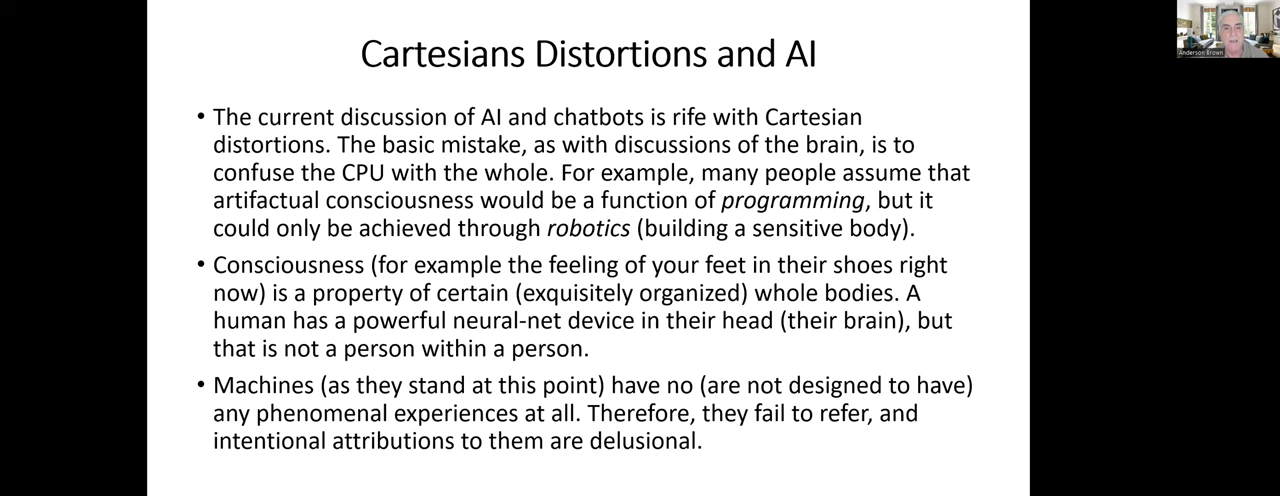 Cartesians Distortions and AI
• The current discussion of AI and chatbots is rife with Cartesian
distortions. The basic mistake, as with discussions of the brain, is to
confuse the CPU with the whole. For example, many people assume that
artifactual consciousness would be a function of programming, but it
could only be achieved through robotics (building a sensitive body).
• Consciousness (for example the feeling of your feet in their shoes right
now) is a property of certain (exquisitely organized) whole bodies. A
human has a powerful neural-net device in their head (their brain), but
that is not a person within a person.
• Machines (as they stand at this point) have no (are not designed to have)
any phenomenal experiences at all. Therefore, they fail to refer, and
intentional attributions to them are delusional.
Anderson Brown